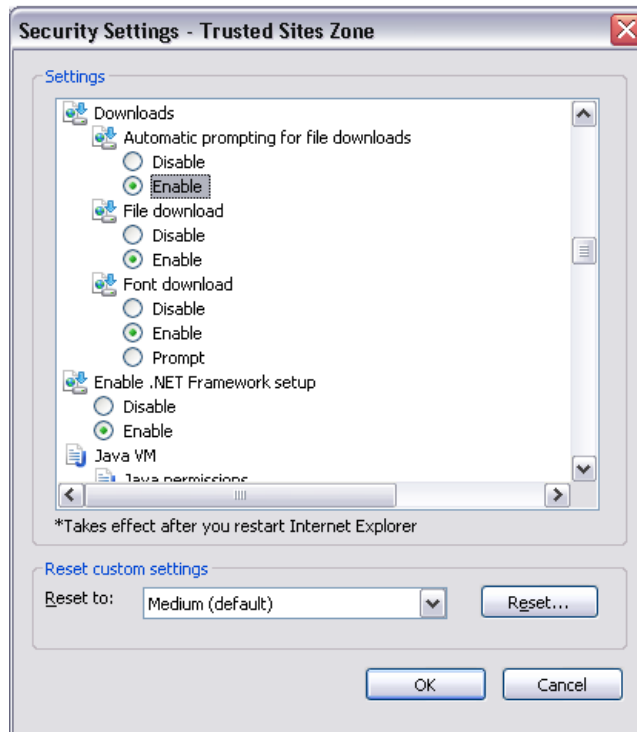 Security Settings - Trusted Sites Zone
Settings
Downloads
Automatic prompting for file downloads
Disable
Enable
File download
Disable
Enable
Font download
Disable
Enable
Prompt
Enable .NET Framework setup
Disable
Enable
Java VM
Java permissions
*Takes effect after you restart Internet Explorer
Reset custom settings
Reset to: Medium (default) Reset...
OK Cancel